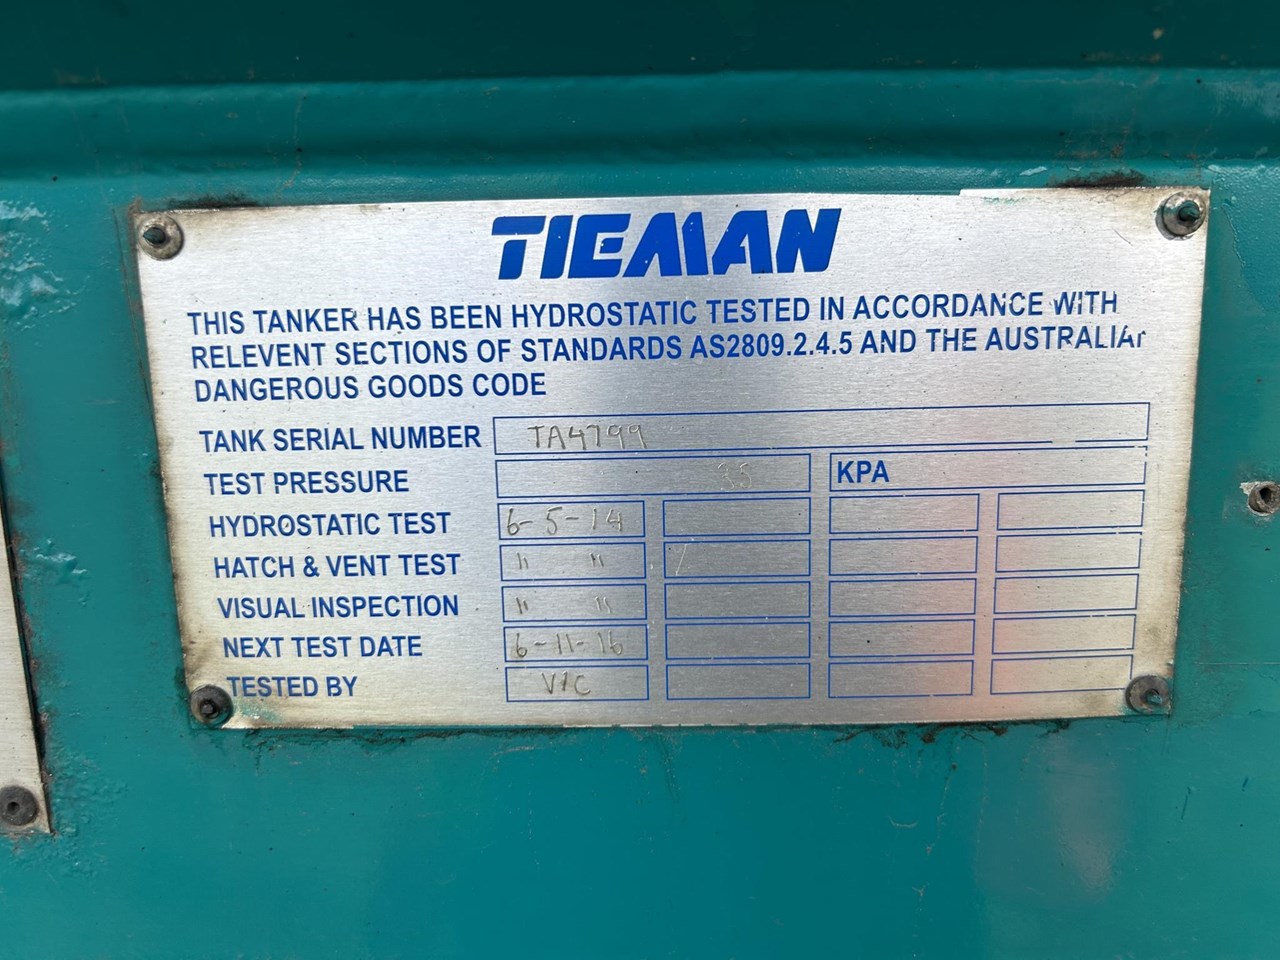 TIEMAN
THIS TANKER HAS BEEN HYDROSTATIC TESTED IN ACCORDANCE WITH
RELEVENT SECTIONS OF STANDARDS AS2809.2.4.5 AND THE AUSTRALIAN
DANGEROUS GOODS CODE
TANK SERIAL NUMBER TA4799
TEST PRESSURE 35 KPA
HYDROSTATIC TEST 6-5-14
HATCH & VENT TEST " "
VISUAL INSPECTION " "
NEXT TEST DATE 6-11-16
TESTED BY